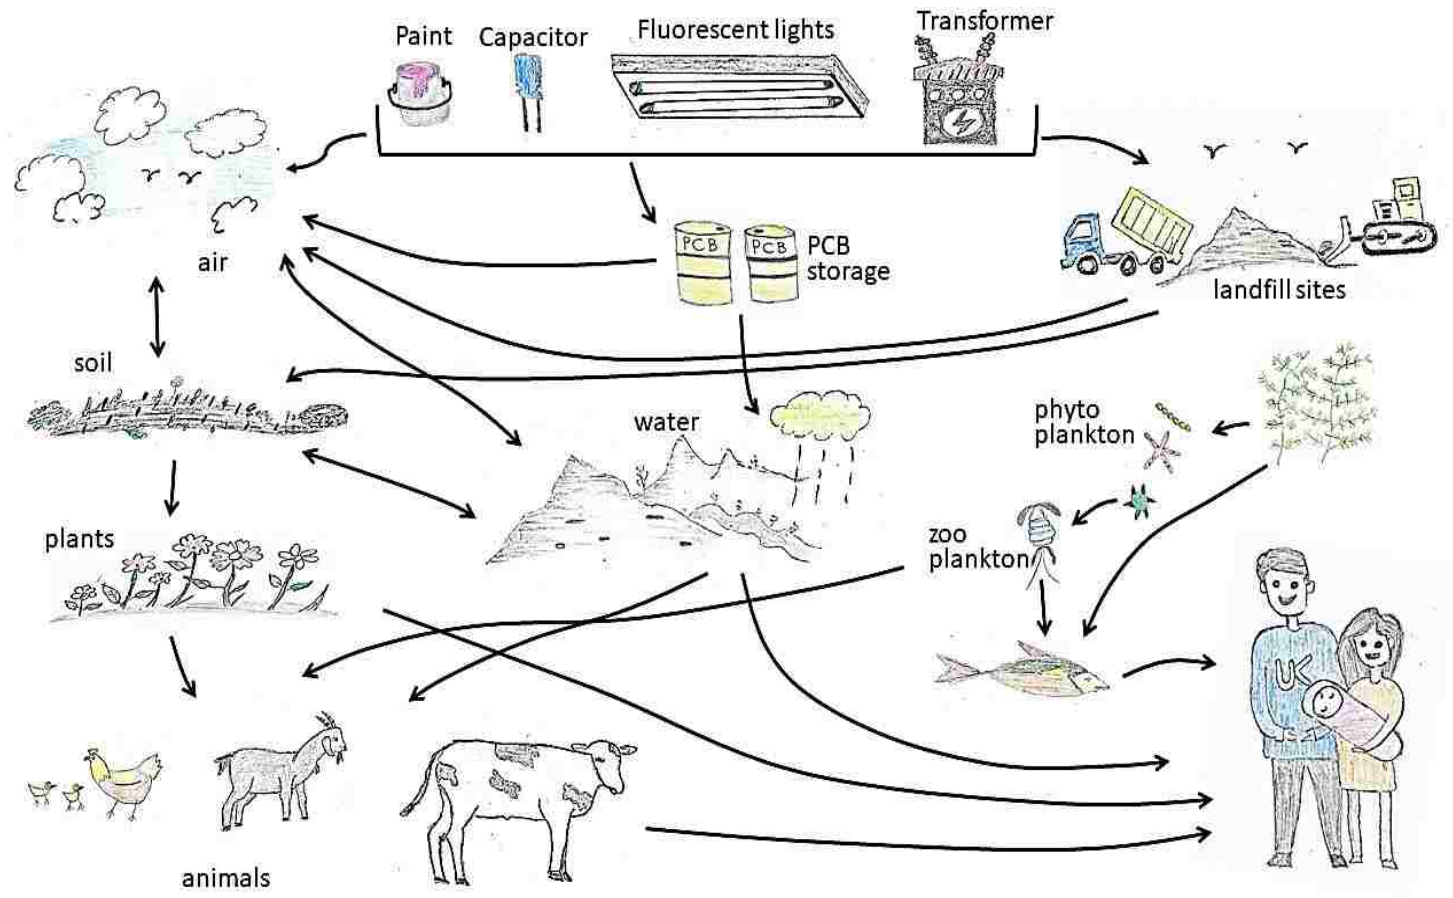 Paint
Capacitor
Fluorescent lights
Transformer
air
PCB
PCB
PCB
storage
landfill sites
soil
water
phyto
plankton
plants
zoo
plankton
UK
animals